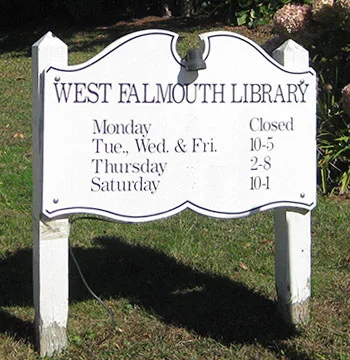 WEST FALMOUTH LIBRARY
Monday Closed
Tue., Wed. & Fri. 10-5
Thursday 2-8
Saturday 10-1